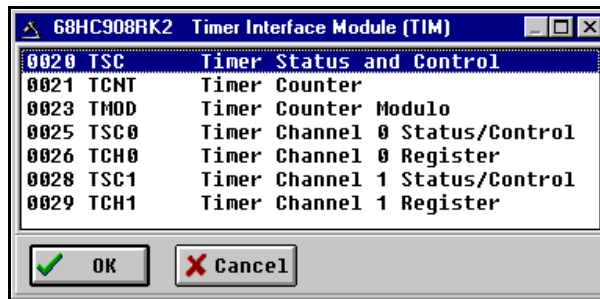 68HC908RK2 Timer Interface Module (TIM)
0020 TSC Timer Status and Control
0021 TCNT Timer Counter
0023 TMOD Timer Counter Modulo
0025 TSC0 Timer Channel 0 Status/Control
0026 TCH0 Timer Channel 0 Register
0028 TSC1 Timer Channel 1 Status/Control
0029 TCH1 Timer Channel 1 Register
OK Cancel